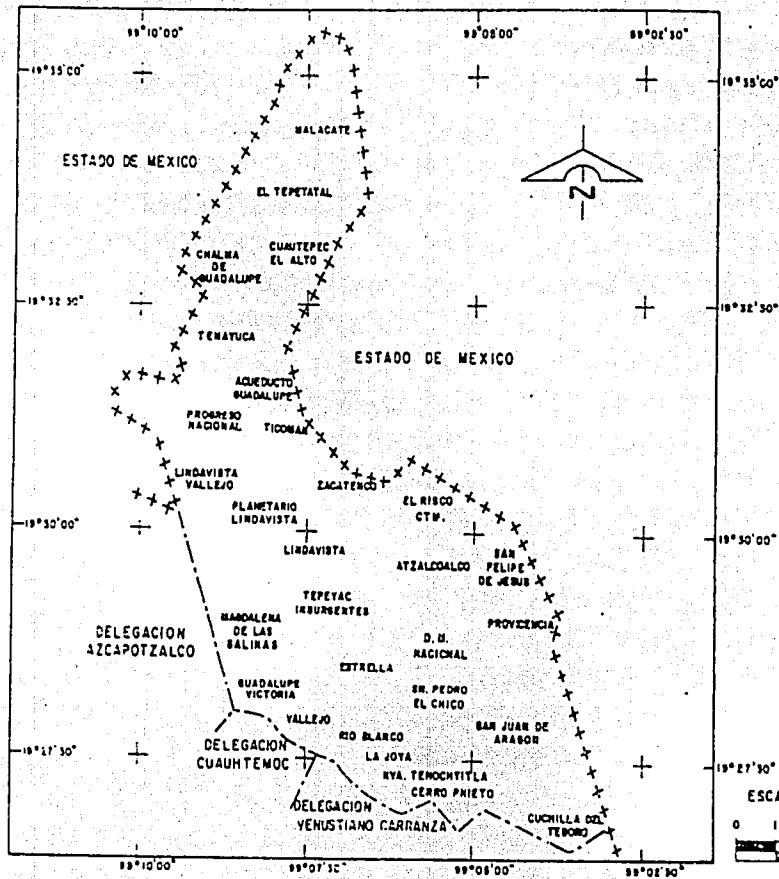 99°10'00"
99°05'00"
99°02'30"
19°35'00"
19°35'00"
MALACATE
ESTADO DE MEXICO
EL TEPETATAL
N
CUAUTEPEC
EL ALTO
CHALMA
DE
GUADALUPE
19°32'30"
19°32'30"
TENAYUCA
ESTADO DE MEXICO
ACUEDUCTO
GUADALUPE
PROGRESO
NACIONAL
TICOMAN
LINDAVISTA
VALLEJO
ZACATENCO
EL RISCO
CTM.
PLANETARIO
LINDAVISTA
19°30'00"
19°30'00"
LINDAVISTA
ATZALCOALCO
SAN
FELIPE
DE JESUS
TEPEYAC
INSURGENTES
MAGDALENA
DE LAS
SALINAS
PROVICENCIA
DELEGACION
AZCAPOTZALCO
D. M.
NACIONAL
ESTRELLA
GUADALUPE
VICTORIA
SN. PEDRO
EL CHICO
VALLEJO
SAN JUAN DE
ARAGON
RIO BLANCO
19°27'30"
19°27'30"
DELEGACION
CUAUHTEMOC
LA JOYA
NVA. TENOCHTITLA
CERRO PRIETO
DELEGACION
VENUSTIANO CARRANZA
CUCHILLA DEL
TESORO
ESCA
0 1
99°10'00"
99°07'30"
99°05'00"
99°02'30"